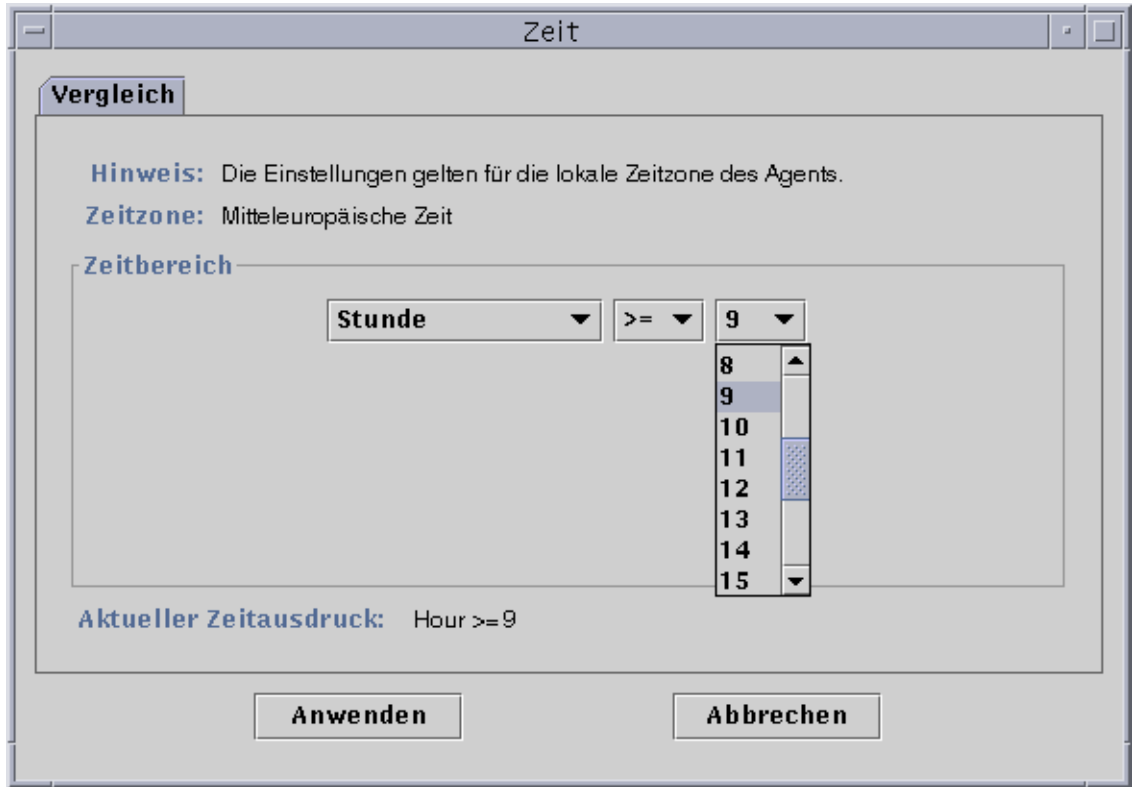 Zeit
Vergleich
Hinweis: Die Einstellungen gelten für die lokale Zeitzone des Agents.
Zeitzone: Mitteleuropäische Zeit
Zeitbereich
Stunde >= 9
8
9
10
11
12
13
14
15
Aktueller Zeitausdruck: Hour >= 9
Anwenden Abbrechen